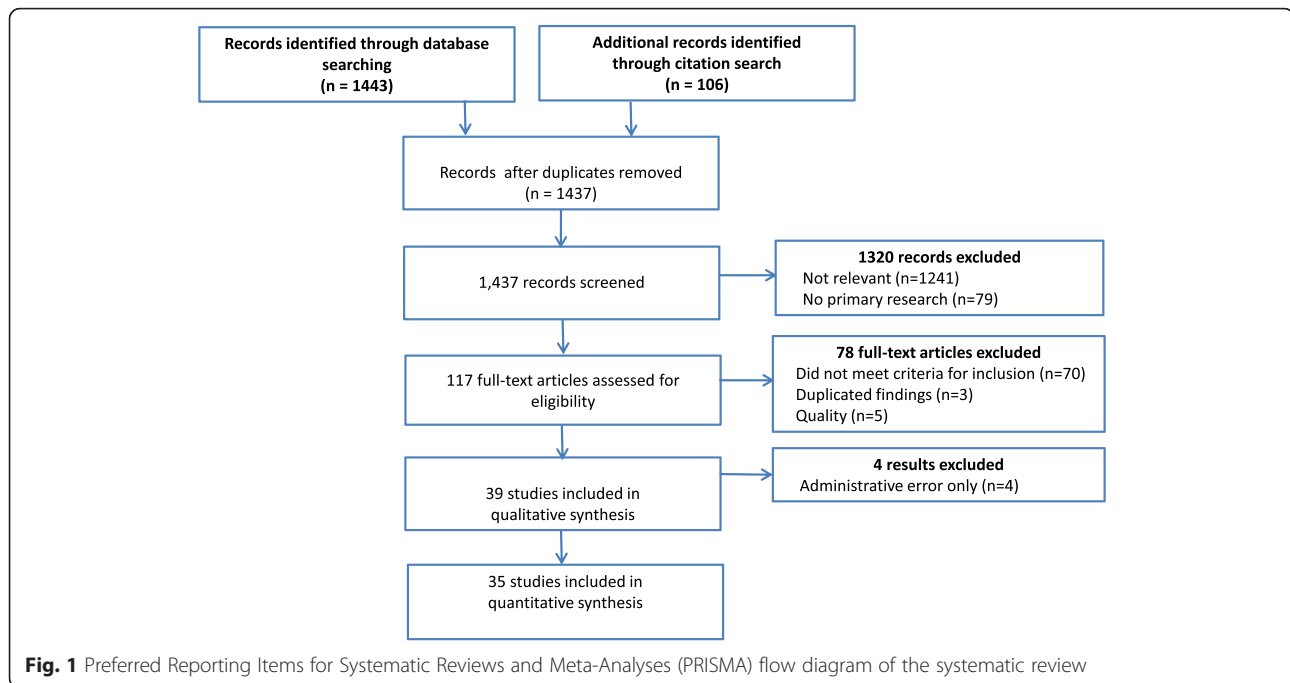 Records identified through database
searching
(n = 1443)
Additional records identified
through citation search
(n = 106)
Records after duplicates removed
(n = 1437)
1,437 records screened
1320 records excluded
Not relevant (n=1241)
No primary research (n=79)
117 full-text articles assessed for
eligibility
78 full-text articles excluded
Did not meet criteria for inclusion (n=70)
Duplicated findings (n=3)
Quality (n=5)
39 studies included in
qualitative synthesis
4 results excluded
Administrative error only (n=4)
35 studies included in
quantitative synthesis
Fig. 1 Preferred Reporting Items for Systematic Reviews and Meta-Analyses (PRISMA) flow diagram of the systematic review